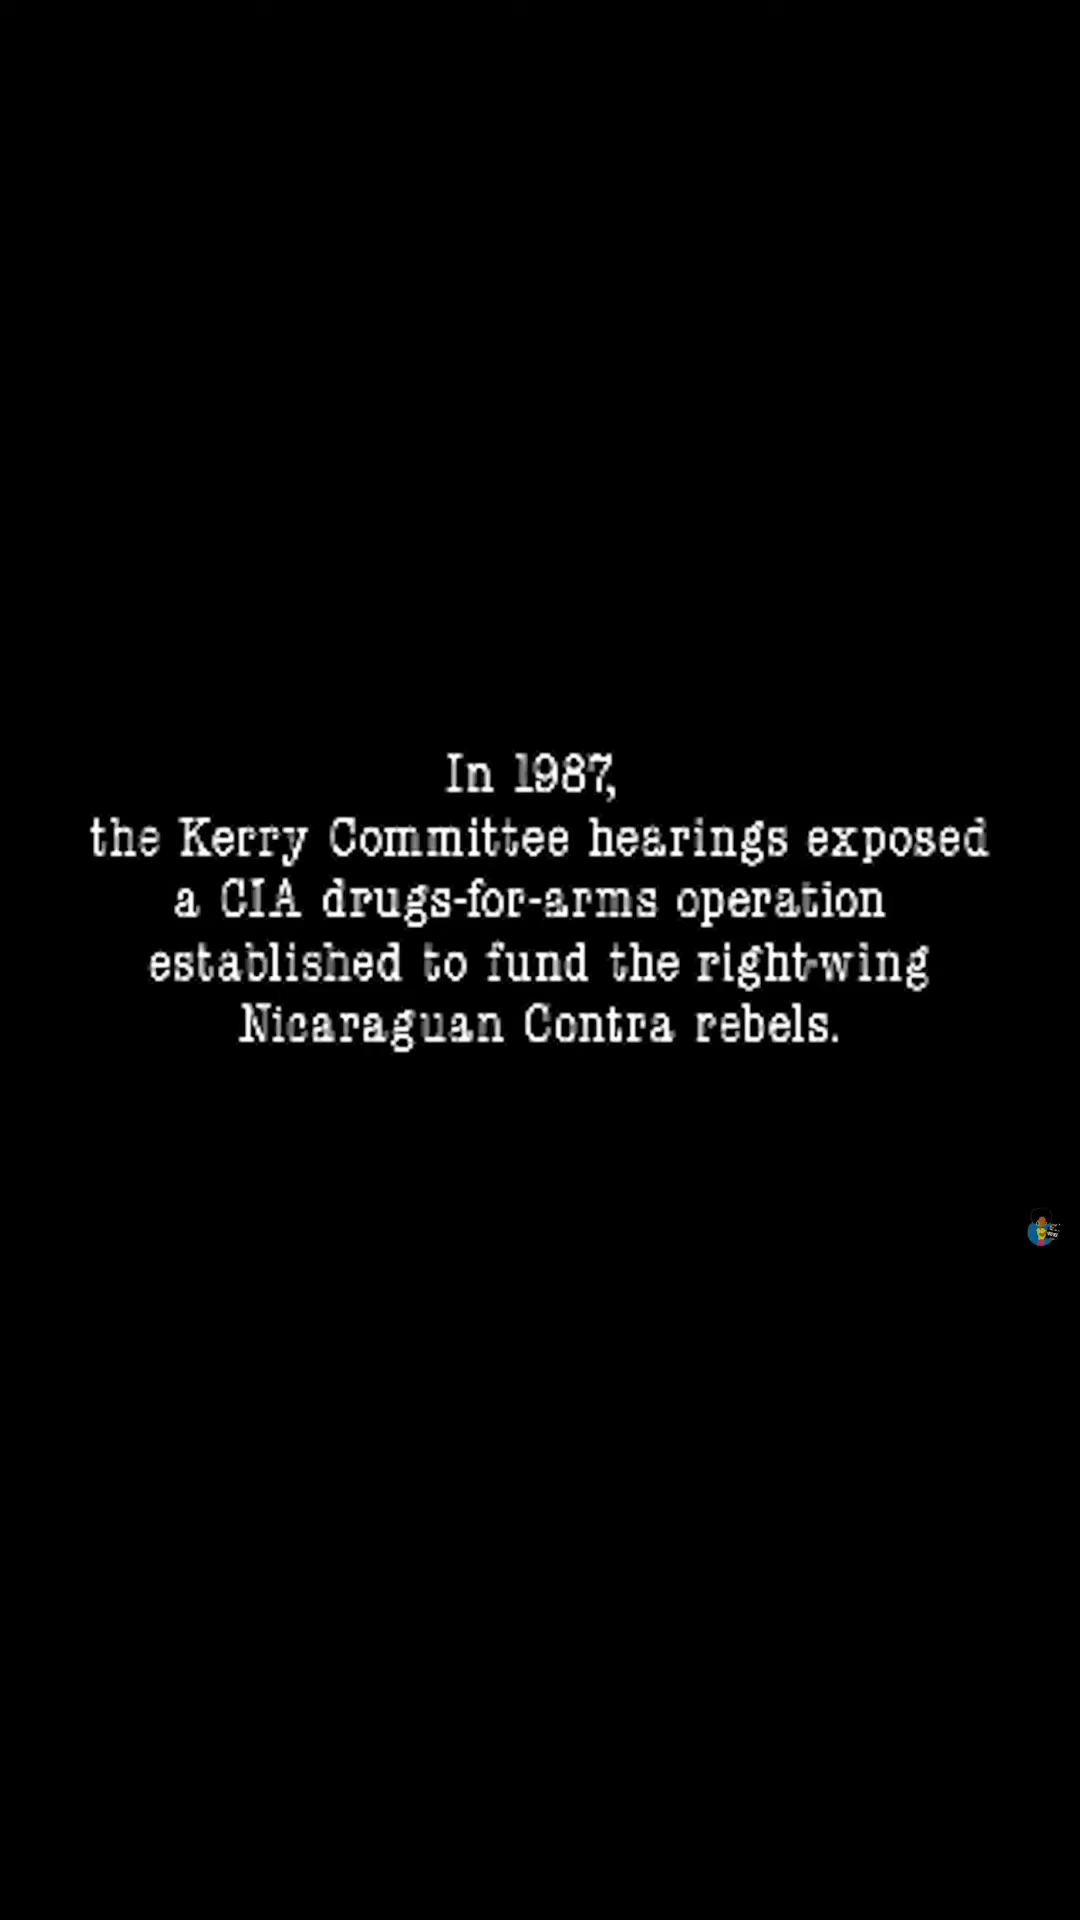 In 1987,
the Kerry Committee hearings exposed
a CIA drugs-for-arms operation
established to fund the right-wing
Nicaraguan Contra rebels.